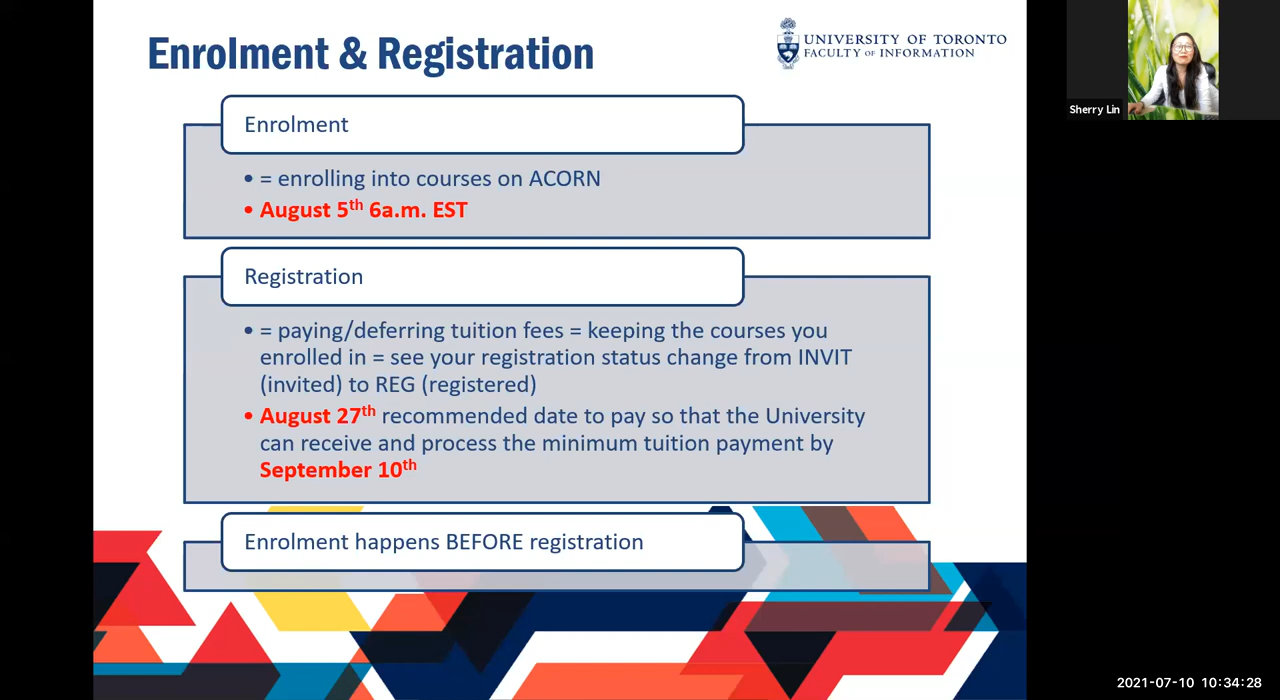 Enrolment & Registration
UNIVERSITY OF TORONTO
FACULTY OF INFORMATION
Sherry Lin
Enrolment
• = enrolling into courses on ACORN
• August 5th 6a.m. EST
Registration
• = paying/deferring tuition fees = keeping the courses you
enrolled in = see your registration status change from INVIT
(invited) to REG (registered)
• August 27th recommended date to pay so that the University
can receive and process the minimum tuition payment by
September 10th
Enrolment happens BEFORE registration
2021-07-10 10:34:28